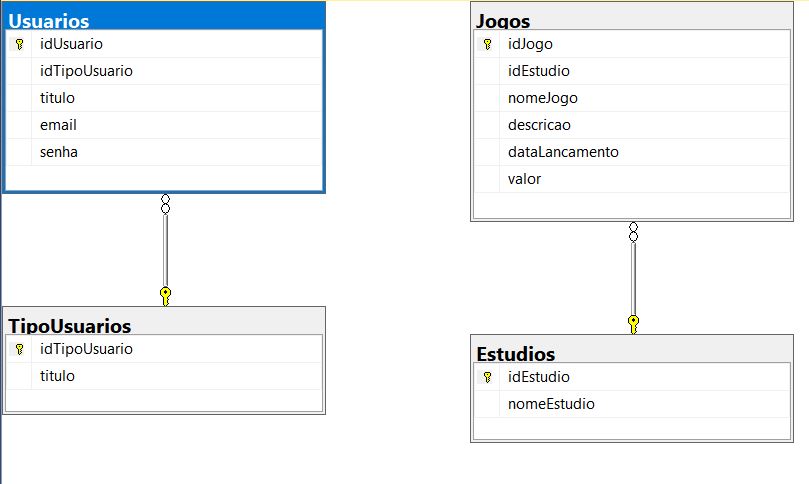 Usuarios
idUsuario
idTipoUsuario
titulo
email
senha
TipoUsuarios
idTipoUsuario
titulo
Jogos
idJogo
idEstudio
nomeJogo
descricao
dataLancamento
valor
Estudios
idEstudio
nomeEstudio